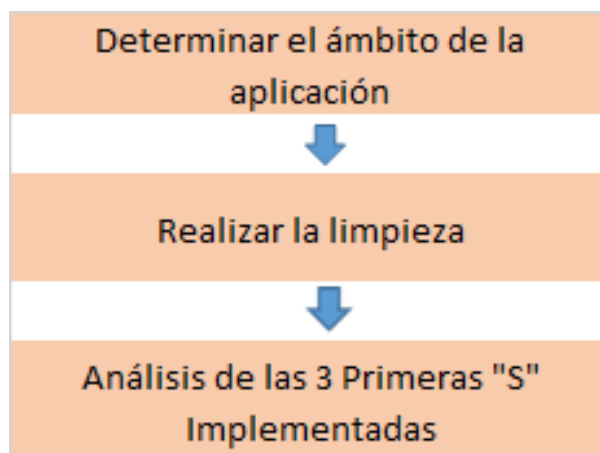 Determinar el ámbito de la
aplicación
Realizar la limpieza
Análisis de las 3 Primeras "S"
Implementadas